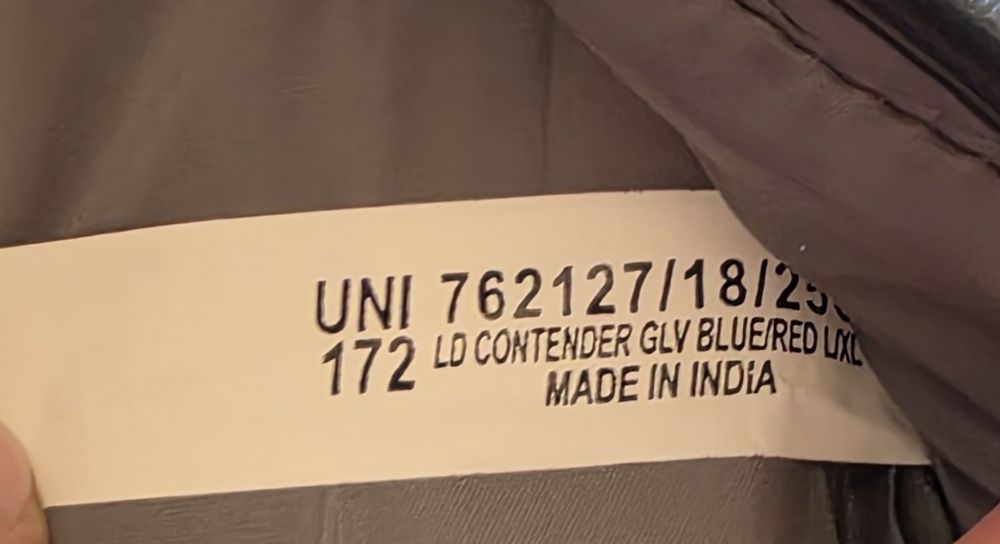 UNI 762127/18/25
172 LD CONTENDER GLV BLUE/RED L/XL
MADE IN INDiA